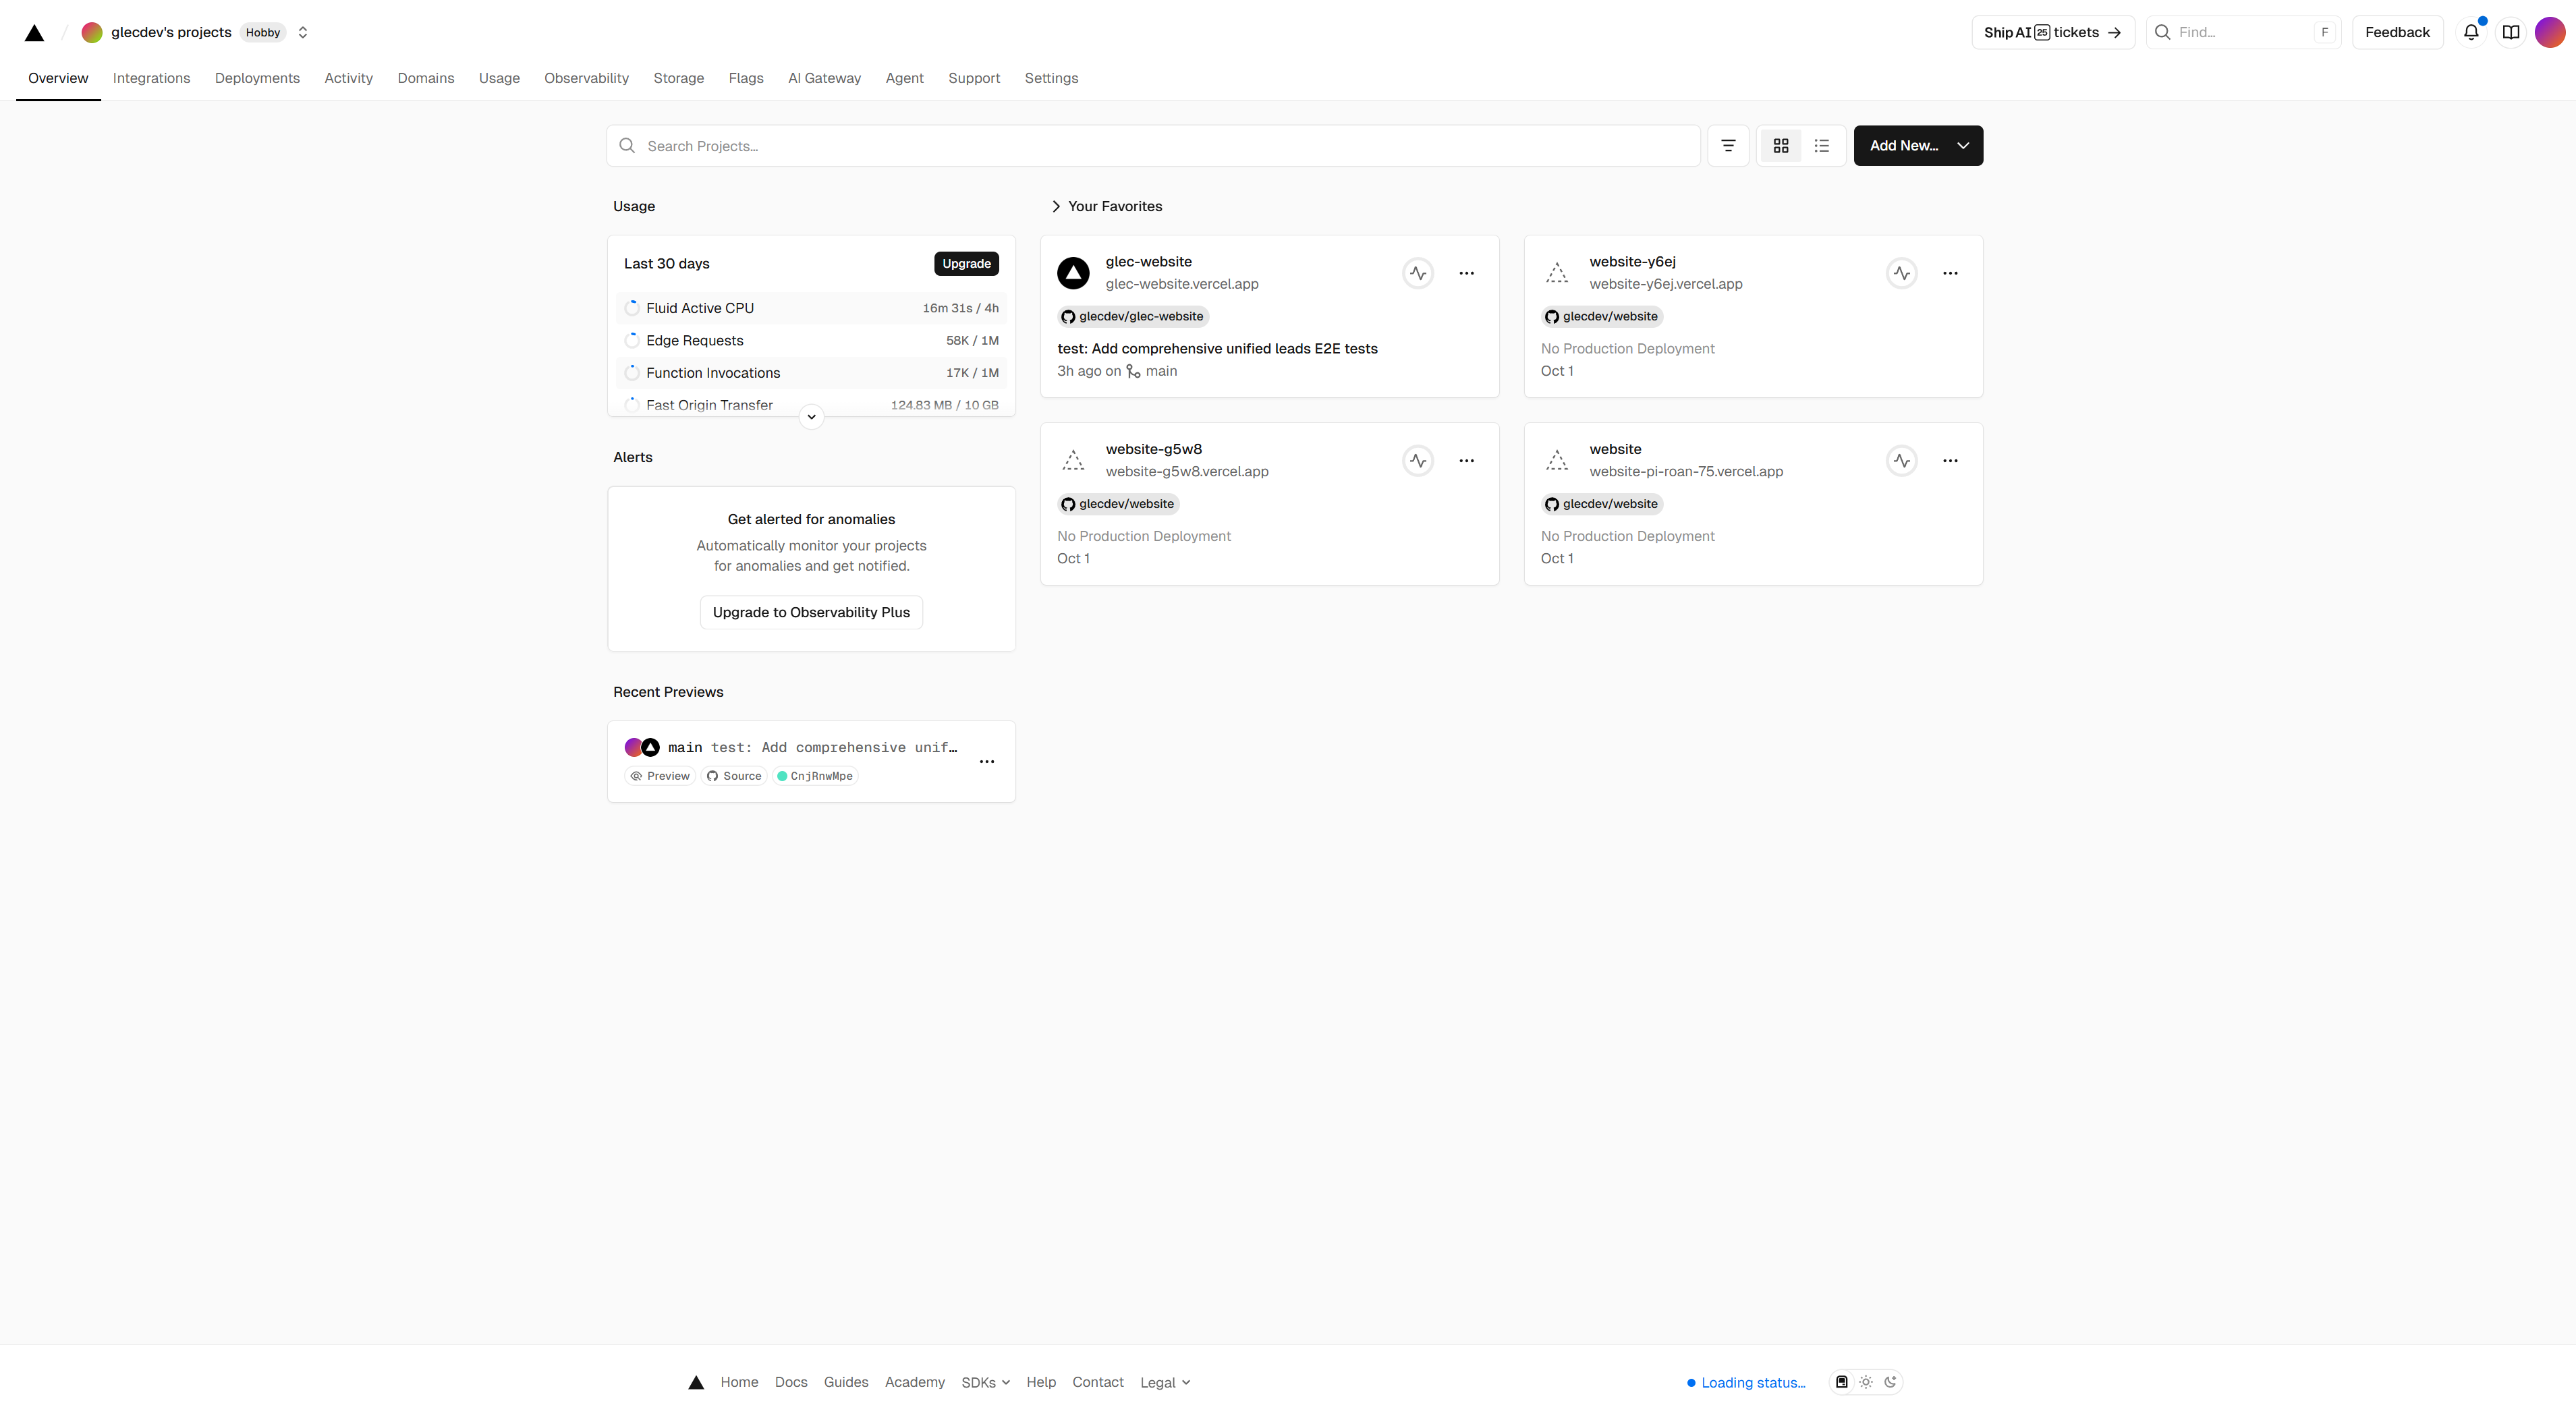 glecdev's projects Hobby
Ship AI 25 tickets →
Find...
F
Feedback
Overview Integrations Deployments Activity Domains Usage Observability Storage Flags AI Gateway Agent Support Settings
Search Projects...
Add New...
Usage
Last 30 days
Upgrade
Fluid Active CPU 16m 31s / 4h
Edge Requests 58K / 1M
Function Invocations 17K / 1M
Fast Origin Transfer 124.83 MB / 10 GB
Alerts
Get alerted for anomalies
Automatically monitor your projects
for anomalies and get notified.
Upgrade to Observability Plus
Recent Previews
main test: Add comprehensive unif…
Preview Source CnjRnwMpe
Your Favorites
glec-website
glec-website.vercel.app
glecdev/glec-website
test: Add comprehensive unified leads E2E tests
3h ago on main
website-y6ej
website-y6ej.vercel.app
glecdev/website
No Production Deployment
Oct 1
website-g5w8
website-g5w8.vercel.app
glecdev/website
No Production Deployment
Oct 1
website
website-pi-roan-75.vercel.app
glecdev/website
No Production Deployment
Oct 1
Home Docs Guides Academy SDKs Help Contact Legal
Loading status...